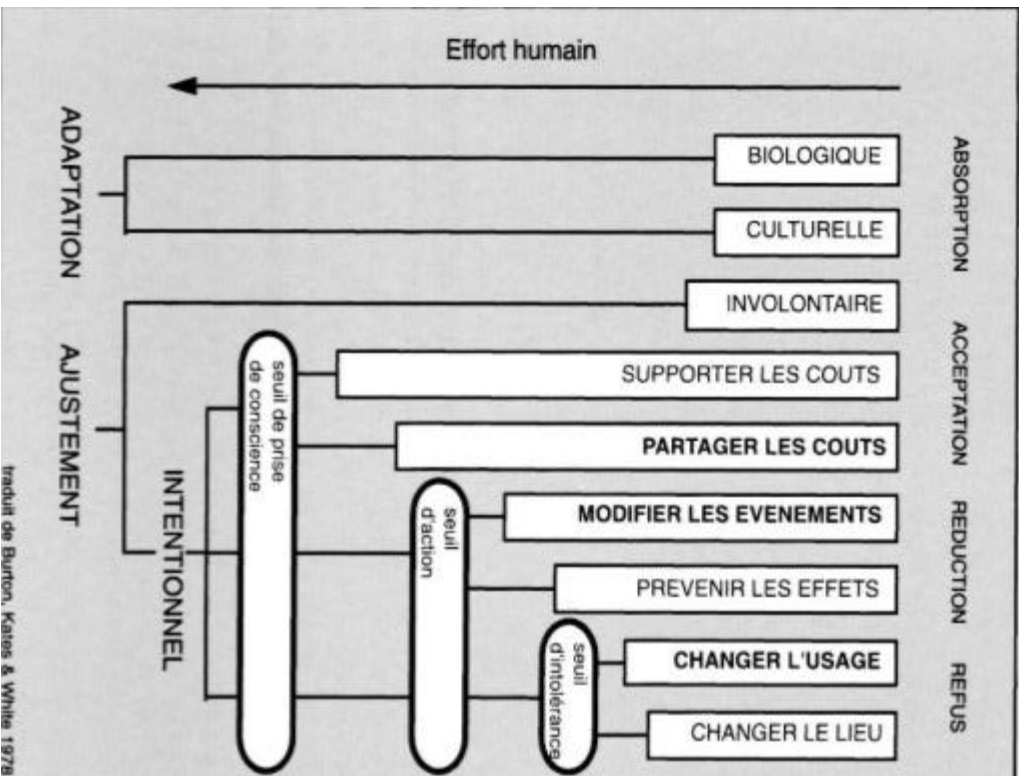 Effort humain
ADAPTATION
AJUSTEMENT
INTENTIONNEL
BIOLOGIQUE
CULTURELLE
INVOLONTAIRE
SUPPORTER LES COUTS
PARTAGER LES COUTS
MODIFIER LES EVENEMENTS
PREVENIR LES EFFETS
CHANGER L'USAGE
CHANGER LE LIEU
seuil de prise
de conscience
seuil
d'action
seuil
d'intolérance
ABSORPTION
ACCEPTATION
REDUCTION
REFUS
traduit de Burton, Kates & White 1978